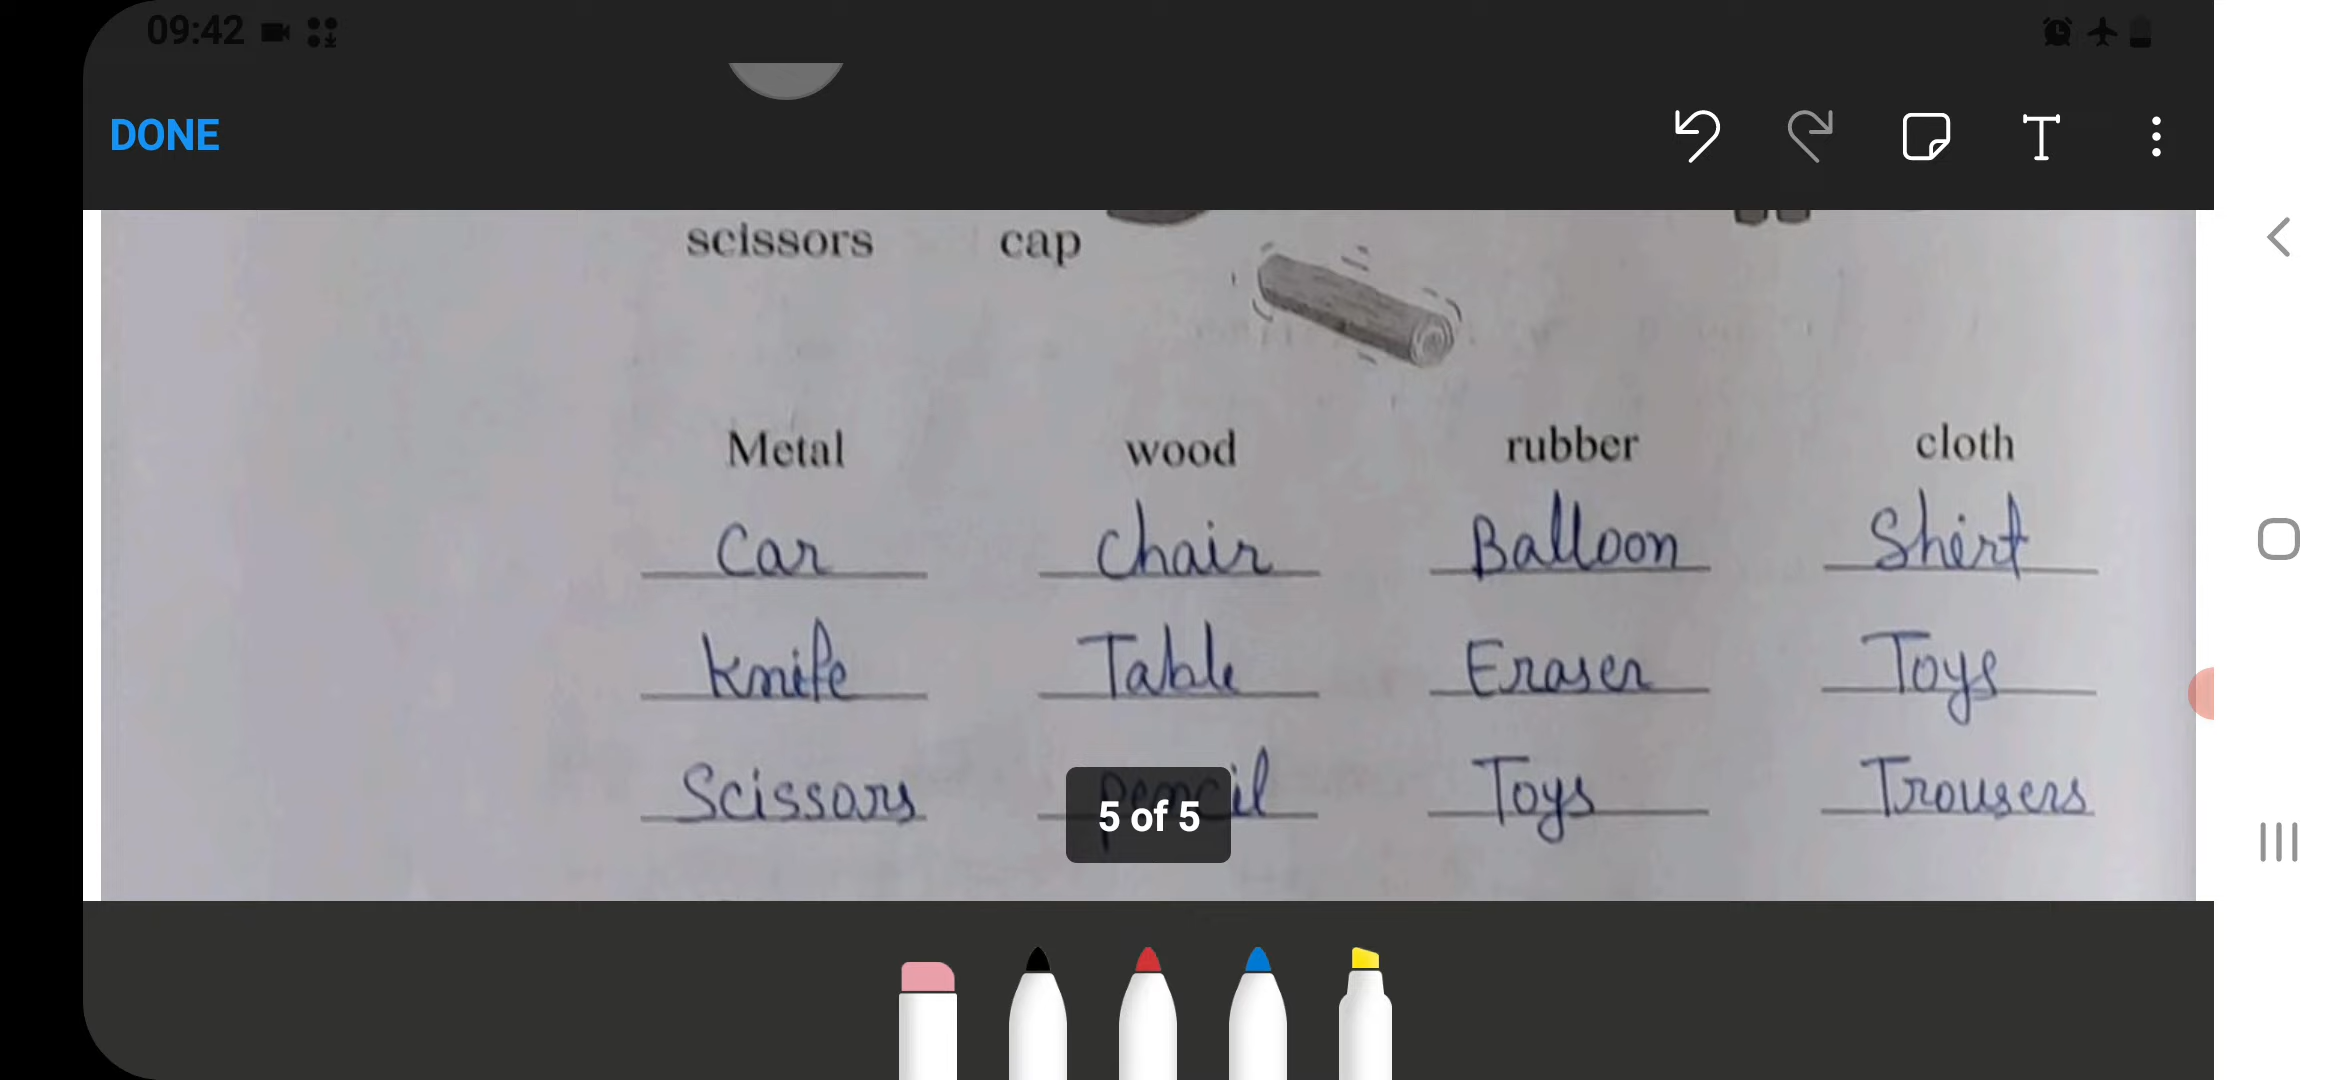 09:42
DONE
T
scissors cap
Metal wood rubber cloth
Car chair Balloon Shirt
knife Table Eraser Toys
Scissors pencil Toys Trousers
5 of 5